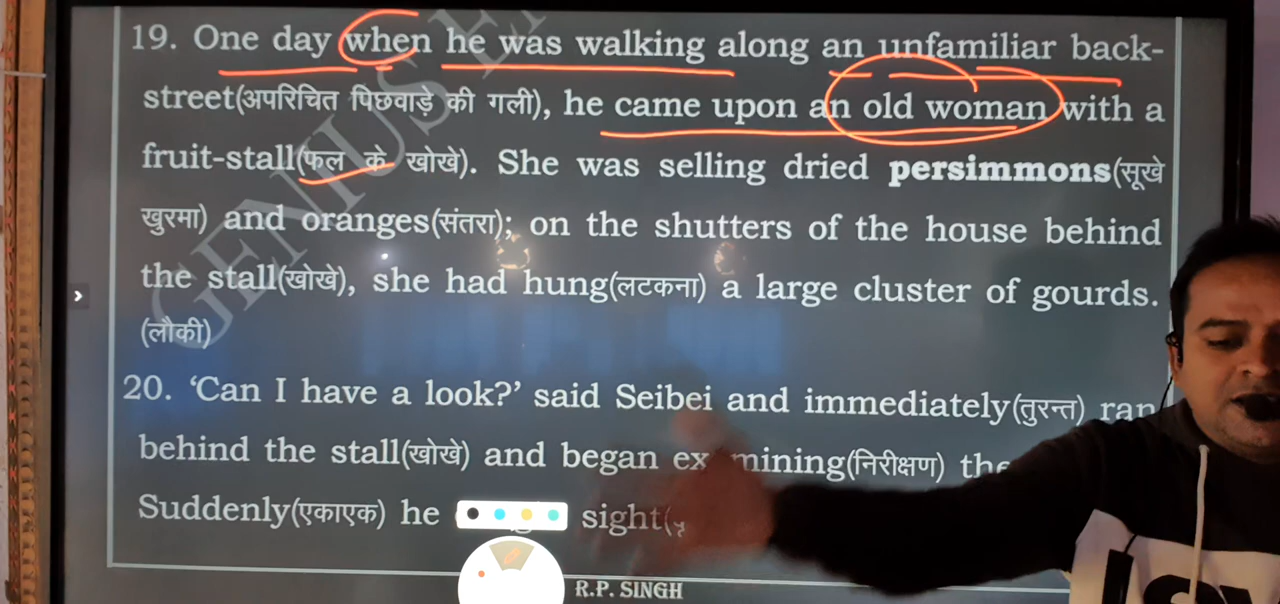 19. One day when he was walking along an unfamiliar back-
street(अपरिचित पिछवाड़े की गली), he came upon an old woman with a
fruit-stall(फल के खोखे). She was selling dried persimmons(सूखे
खुरमा) and oranges(संतरा); on the shutters of the house behind
the stall(खोखे), she had hung(लटकना) a large cluster of gourds.
(लौकी)
20. ‘Can I have a look?’ said Seibei and immediately(तुरन्त) ran
behind the stall(खोखे) and began examining(निरीक्षण)
Suddenly(एकाएक) he sight(
R.P. SINGH